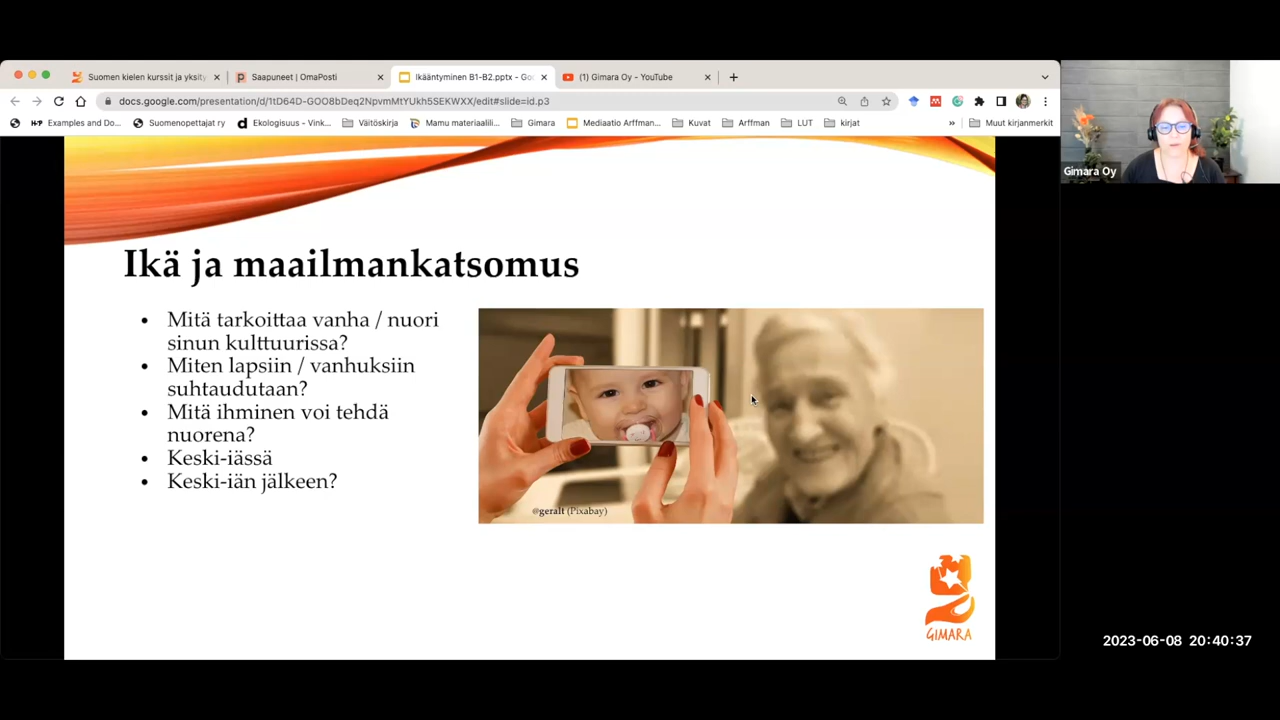 Suomen kielen kurssit ja yksity
Saapuneet | OmaPosti
Ikääntyminen B1-B2.pptx - Goo
(1) Gimara Oy - YouTube
docs.google.com/presentation/d/1tD64D-GOO8bDeq2NpvmMtYUkh5SEKWXX/edit#slide=id.p3
Examples and Do...
Suomenopettajat ry
Ekologisuus - Vink...
Väitöskirja
Mamu materiaalili...
Gimara
Mediaatio Arffman...
Kuvat
Arffman
LUT
kirjat
»
Muut kirjanmerkit
Gimara Oy
Ikä ja maailmankatsomus
• Mitä tarkoittaa vanha / nuori
sinun kulttuurissa?
• Miten lapsiin / vanhuksiin
suhtaudutaan?
• Mitä ihminen voi tehdä
nuorena?
• Keski-iässä
• Keski-iän jälkeen?
@geralt (Pixabay)
GIMARA
2023-06-08 20:40:37